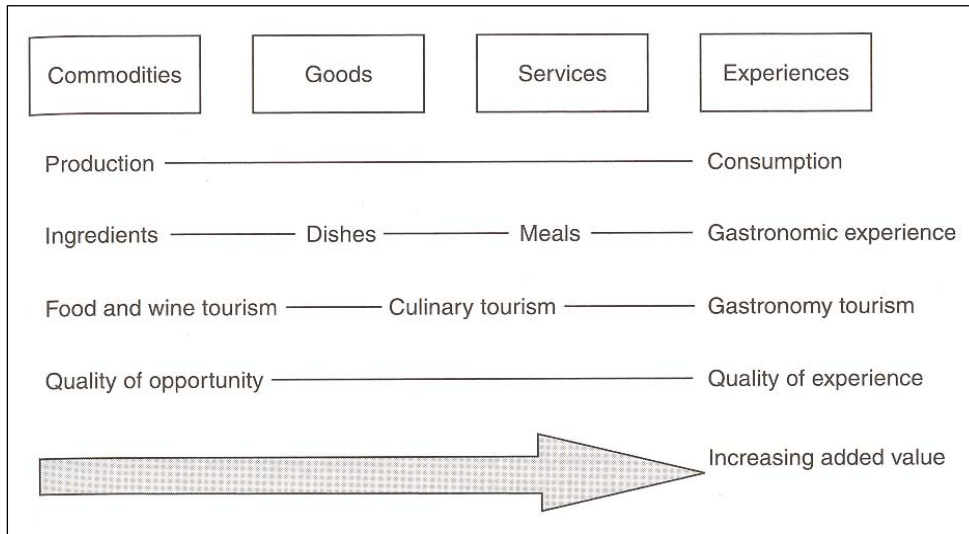 Commodities Goods Services Experiences
Production Consumption
Ingredients Dishes Meals Gastronomic experience
Food and wine tourism Culinary tourism Gastronomy tourism
Quality of opportunity Quality of experience
Increasing added value